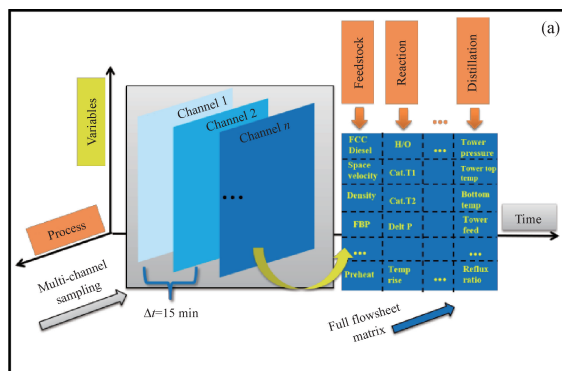 (a)
Feedstock
Reaction
...
Distillation
Variables
Channel 1
Channel 2
Channel n
...
FCC Diesel
H/O
...
Tower pressure
Space velocity
Cat.T1
Tower top temp
Density
Cat.T2
Bottom temp
FBP
Delt P
Tower feed
...
...
Preheat
Temp rise
...
Reflux ratio
Time
Process
Multi-channel
sampling
Δt=15 min
Full flowsheet
matrix